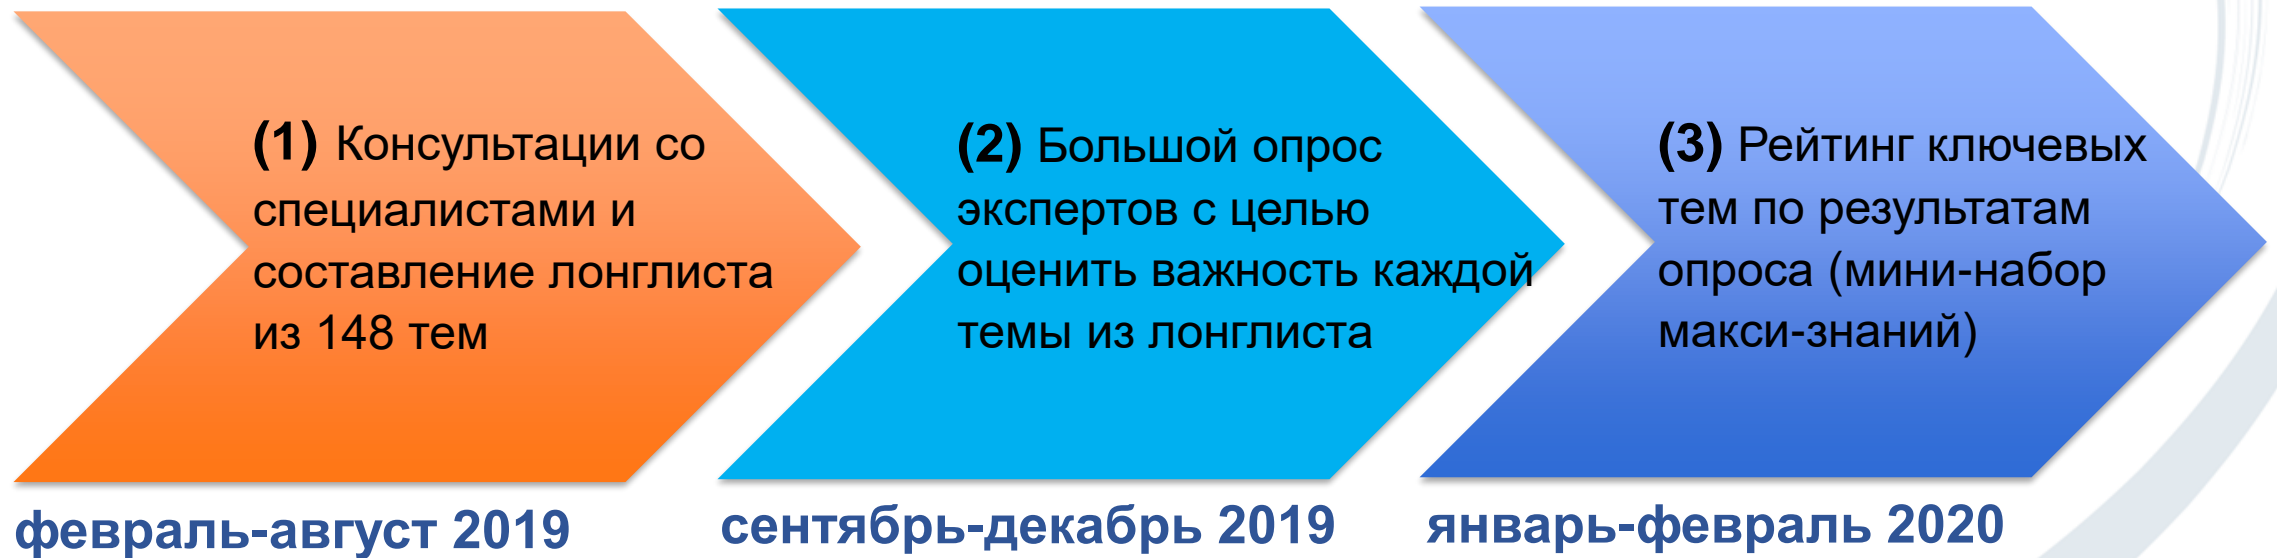 (1) Консультации со
специалистами и
составление лонглиста
из 148 тем
февраль-август 2019
(2) Большой опрос
экспертов с целью
оценить важность каждой
темы из лонглиста
сентябрь-декабрь 2019
(3) Рейтинг ключевых
тем по результатам
опроса (мини-набор
макси-знаний)
январь-февраль 2020